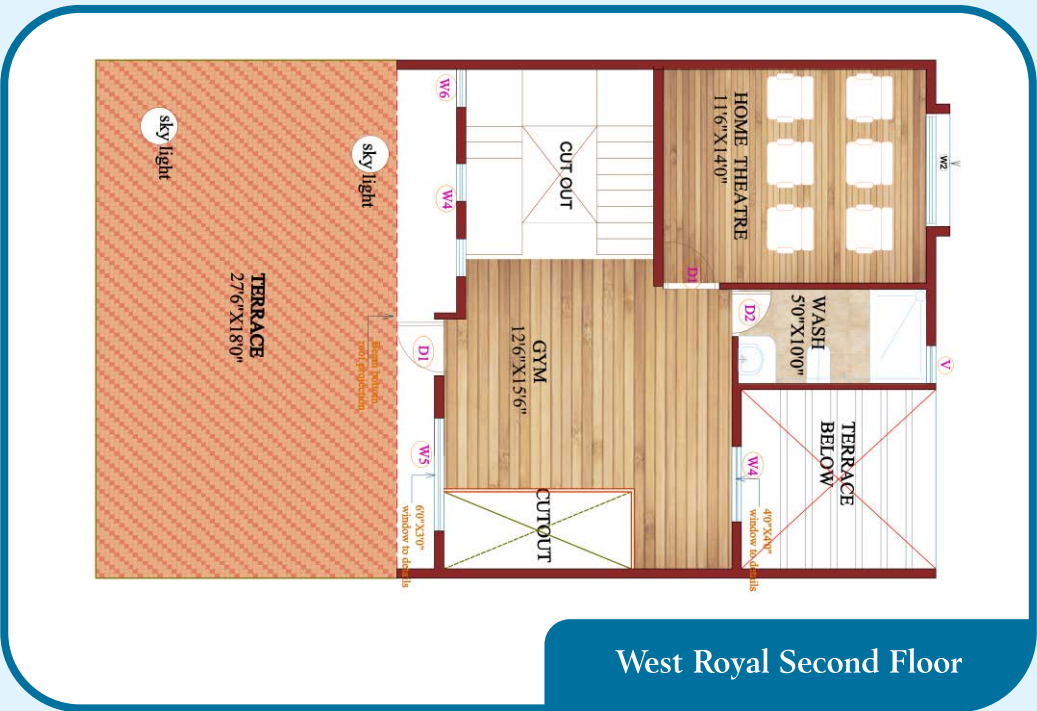 sky light
sky light
TERRACE
27'6"X18'0"
W6
W4
D1
W5
6'0"X3'0"
window to details
CUT OUT
GYM
12'6"X15'6"
CUTOUT
HOME THEATRE
11'6"X14'0"
D1
W2
D2
WASH
5'0"X10'0"
V
W4
4'0"X4'0"
window to details
TERRACE
BELOW
West Royal Second Floor